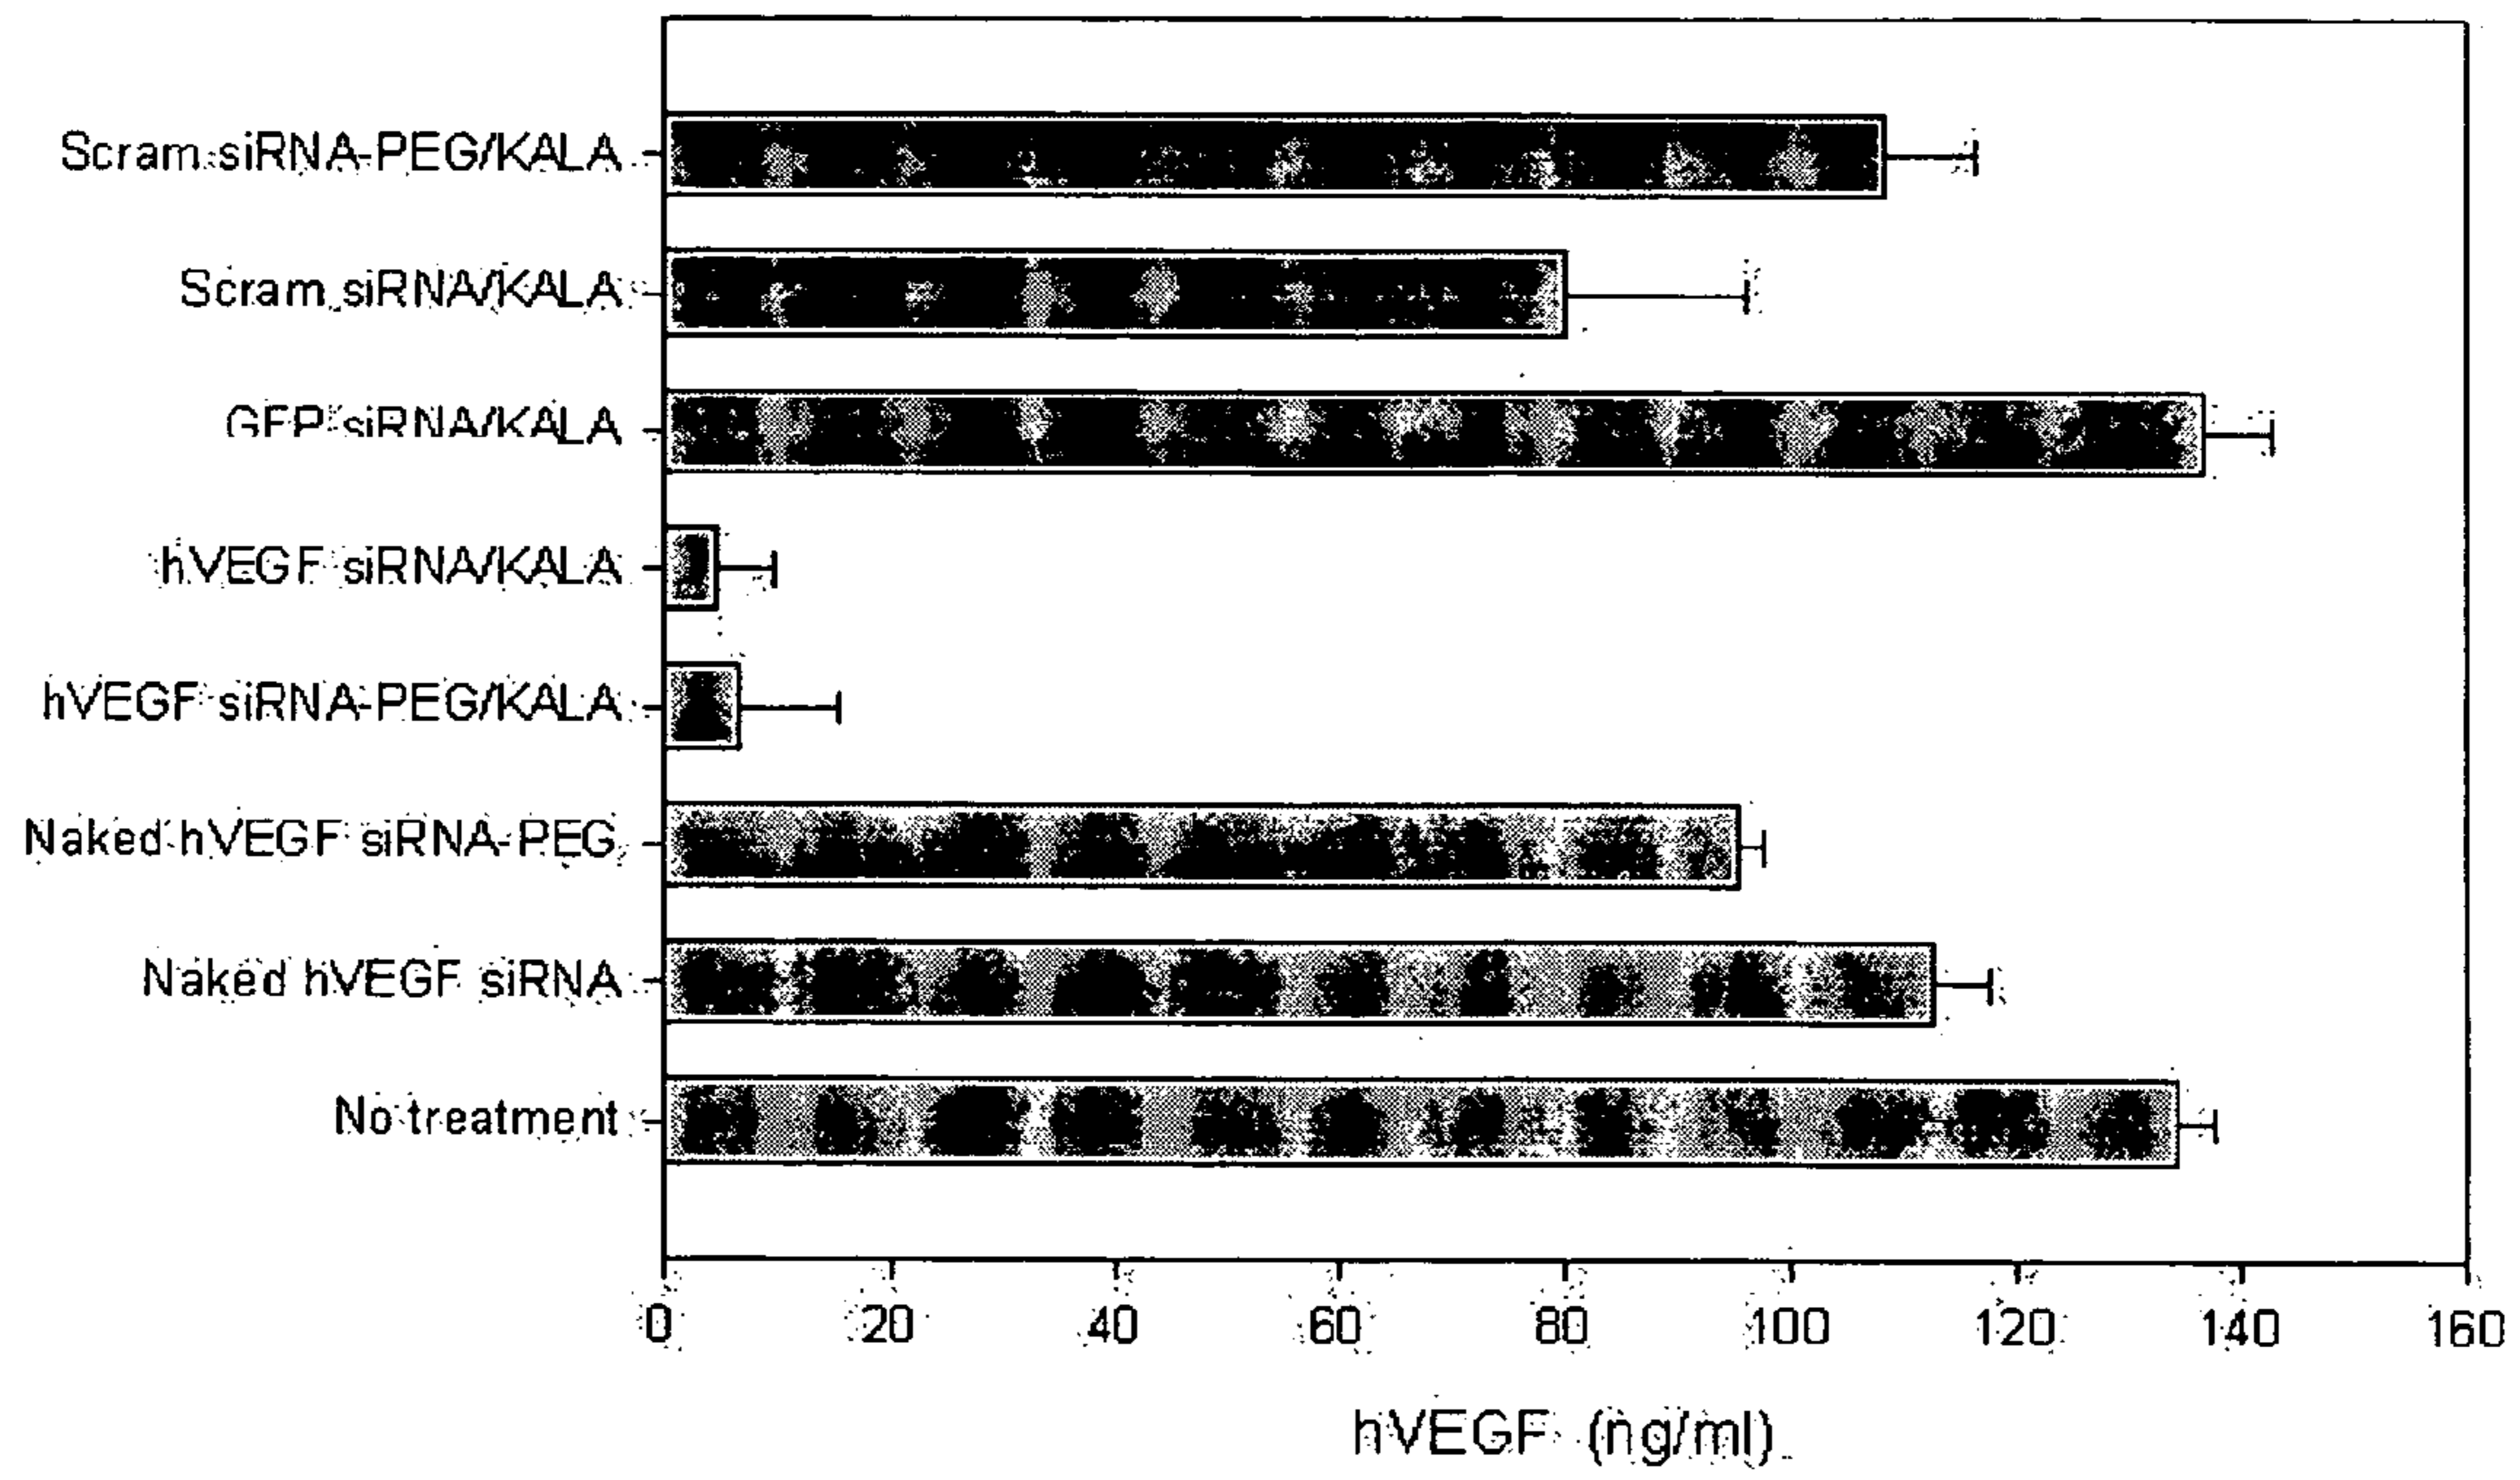 Scram siRNA-PEG/KALA
Scram siRNA/KALA
GFP siRNA/KALA
hVEGF siRNA/KALA
hVEGF siRNA-PEG/KALA
Naked hVEGF siRNA-PEG
Naked hVEGF siRNA
No treatment
0 20 40 60 80 100 120 140 160
hVEGF (ng/ml)